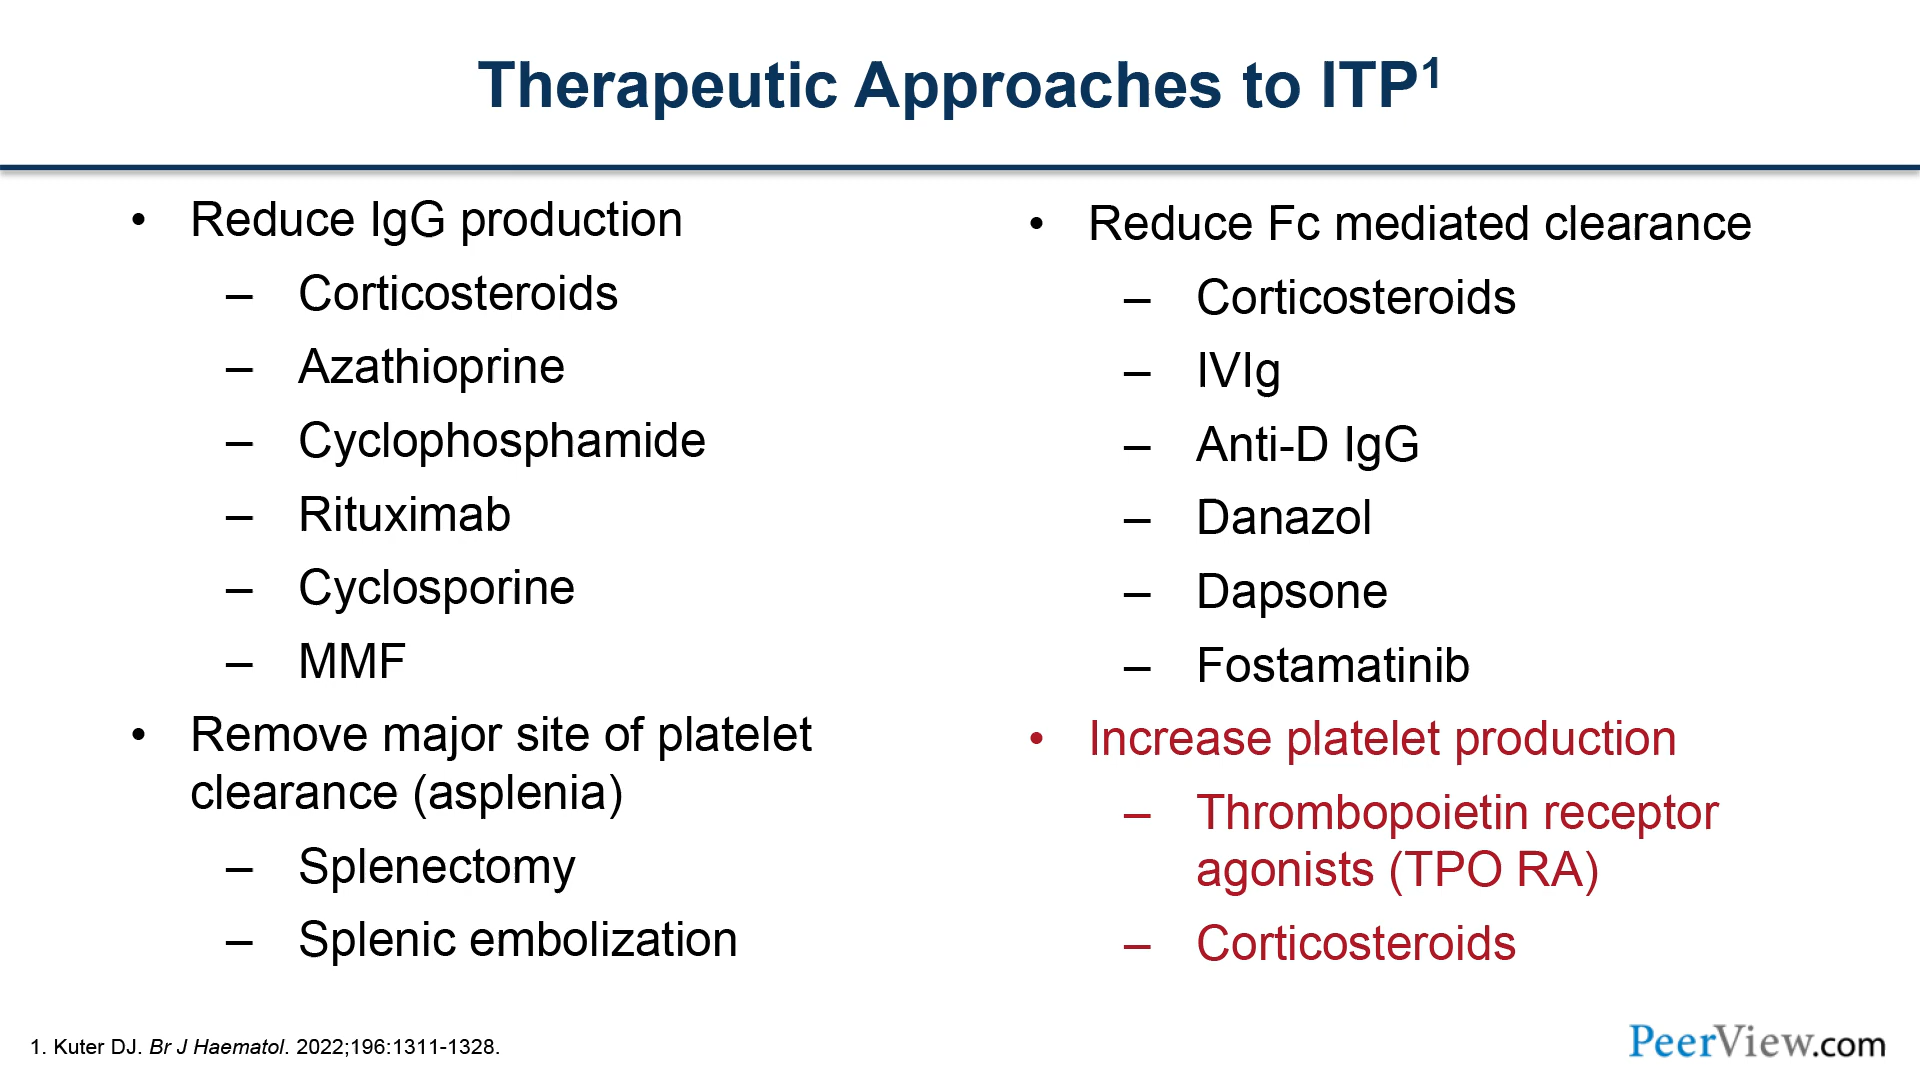 Therapeutic Approaches to ITP¹
• Reduce IgG production
– Corticosteroids
– Azathioprine
– Cyclophosphamide
– Rituximab
– Cyclosporine
– MMF
• Remove major site of platelet
clearance (asplenia)
– Splenectomy
– Splenic embolization
• Reduce Fc mediated clearance
– Corticosteroids
– IVIg
– Anti-D IgG
– Danazol
– Dapsone
– Fostamatinib
• Increase platelet production
– Thrombopoietin receptor
agonists (TPO RA)
– Corticosteroids
1. Kuter DJ. Br J Haematol. 2022;196:1311-1328.
PeerView.com